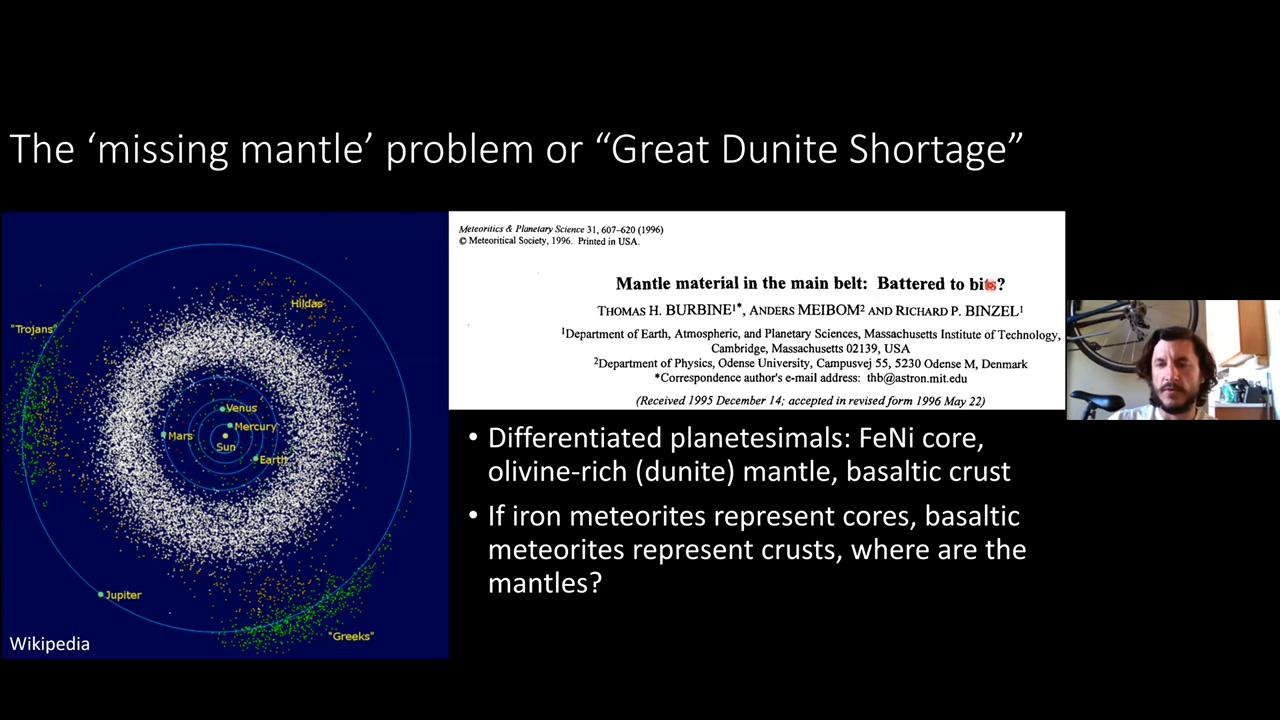 The ‘missing mantle’ problem or “Great Dunite Shortage”
Hildas
"Trojans"
Venus
Mercury
Mars
Sun
Earth
Jupiter
"Greeks"
Wikipedia
Meteoritics & Planetary Science 31, 607–620 (1996)
© Meteoritical Society, 1996. Printed in USA.
Mantle material in the main belt: Battered to bits?
THOMAS H. BURBINE1*, ANDERS MEIBOM2 AND RICHARD P. BINZEL1
1Department of Earth, Atmospheric, and Planetary Sciences, Massachusetts Institute of Technology,
Cambridge, Massachusetts 02139, USA
2Department of Physics, Odense University, Campusvej 55, 5230 Odense M, Denmark
*Correspondence author's e-mail address: thb@astron.mit.edu
(Received 1995 December 14; accepted in revised form 1996 May 22)
• Differentiated planetesimals: FeNi core,
olivine-rich (dunite) mantle, basaltic crust
• If iron meteorites represent cores, basaltic
meteorites represent crusts, where are the
mantles?